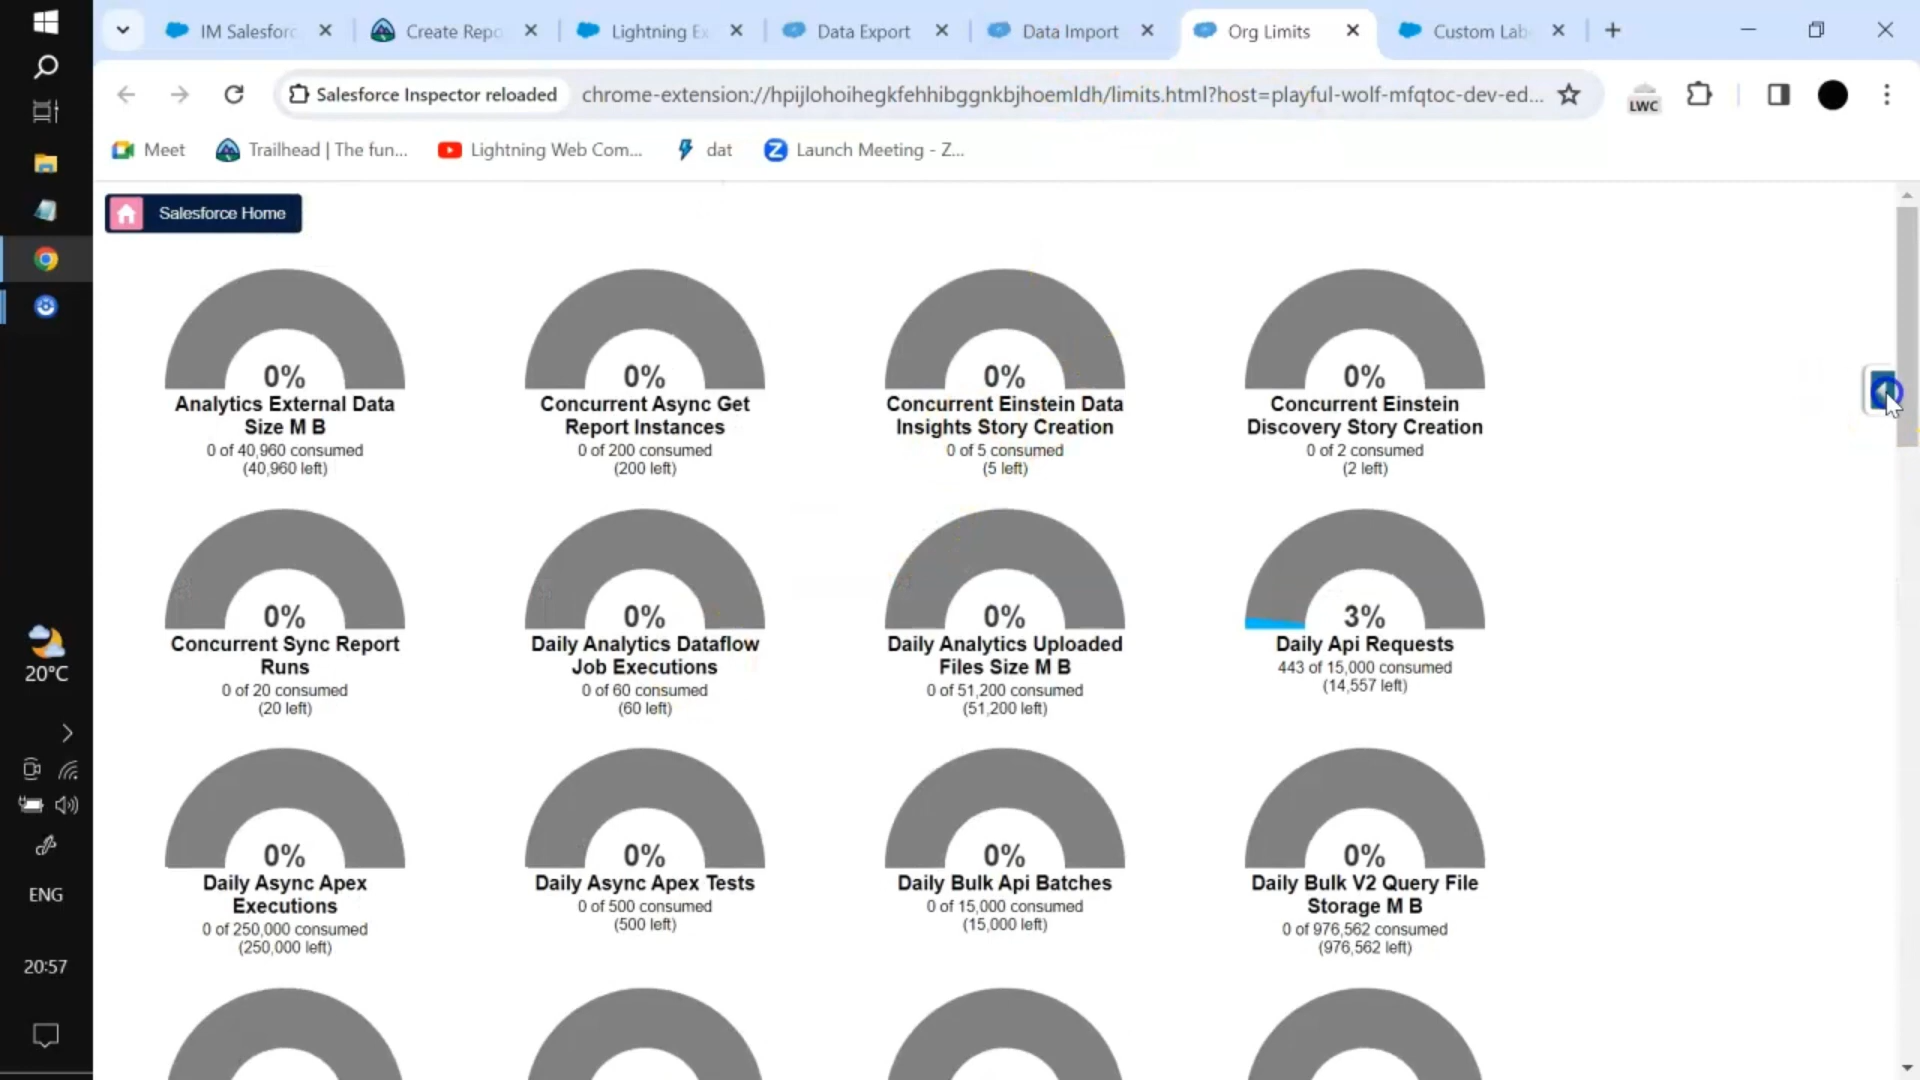 IM Salesforc
Create Repo
Lightning Ex
Data Export
Data Import
Org Limits
Custom Lab
Salesforce Inspector reloaded
chrome-extension://hpijlohoihegkfehhibggnkbjhoemldh/limits.html?host=playful-wolf-mfqtoc-dev-ed...
LWC
Meet
Trailhead | The fun...
Lightning Web Com...
dat
Launch Meeting - Z...
Salesforce Home
0%
Analytics External Data
Size M B
0 of 40,960 consumed
(40,960 left)
0%
Concurrent Async Get
Report Instances
0 of 200 consumed
(200 left)
0%
Concurrent Einstein Data
Insights Story Creation
0 of 5 consumed
(5 left)
0%
Concurrent Einstein
Discovery Story Creation
0 of 2 consumed
(2 left)
0%
Concurrent Sync Report
Runs
0 of 20 consumed
(20 left)
0%
Daily Analytics Dataflow
Job Executions
0 of 60 consumed
(60 left)
0%
Daily Analytics Uploaded
Files Size M B
0 of 51,200 consumed
(51,200 left)
3%
Daily Api Requests
443 of 15,000 consumed
(14,557 left)
0%
Daily Async Apex
Executions
0 of 250,000 consumed
(250,000 left)
0%
Daily Async Apex Tests
0 of 500 consumed
(500 left)
0%
Daily Bulk Api Batches
0 of 15,000 consumed
(15,000 left)
0%
Daily Bulk V2 Query File
Storage M B
0 of 976,562 consumed
(976,562 left)
20°C
ENG
20:57